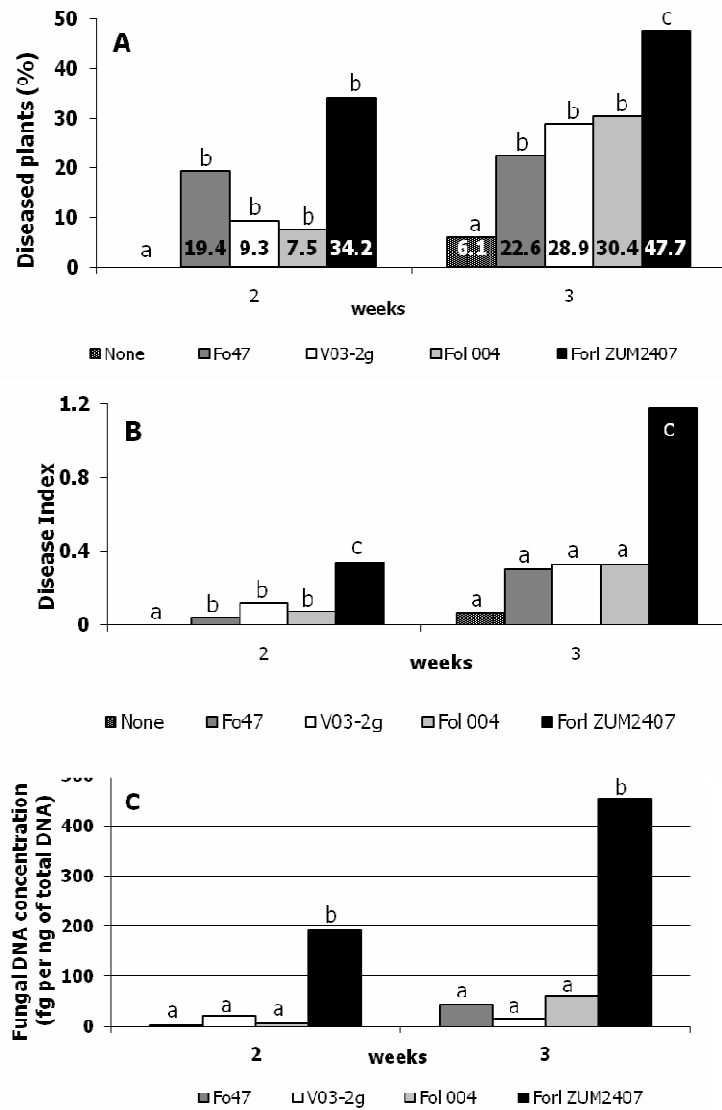 50
A
c
Diseased plants (%)
40
b
30
b
b
b
20
b
b
10
b
a
a
0
19.4
9.3
7.5
34.2
6.1
22.6
28.9
30.4
47.7
2
3
weeks
None
Fo47
V03-2g
Fol 004
Forl ZUM2407
1.2
B
c
Disease Index
0.8
c
a
a
a
0.4
b
b
b
a
a
0
2
3
weeks
None
Fo47
V03-2g
Fol 004
Forl ZUM2407
500
C
b
Fungal DNA concentration
(fg per ng of total DNA)
400
300
b
200
100
a
a
a
a
a
a
0
2
3
weeks
Fo47
V03-2g
Fol 004
Forl ZUM2407